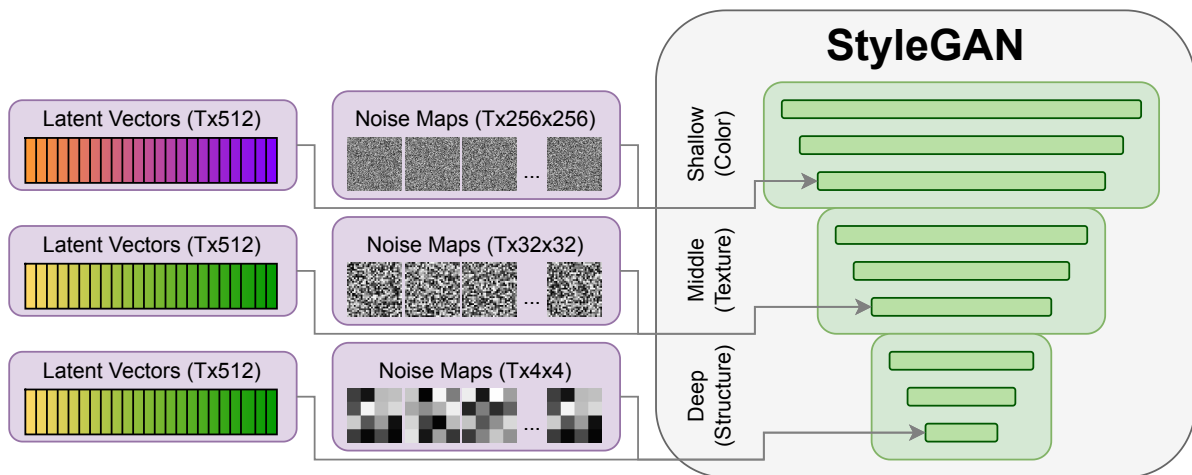 StyleGAN
Latent Vectors (Tx512)
Noise Maps (Tx256x256)
...
Shallow
(Color)
Latent Vectors (Tx512)
Noise Maps (Tx32x32)
...
Middle
(Texture)
Latent Vectors (Tx512)
Noise Maps (Tx4x4)
...
Deep
(Structure)